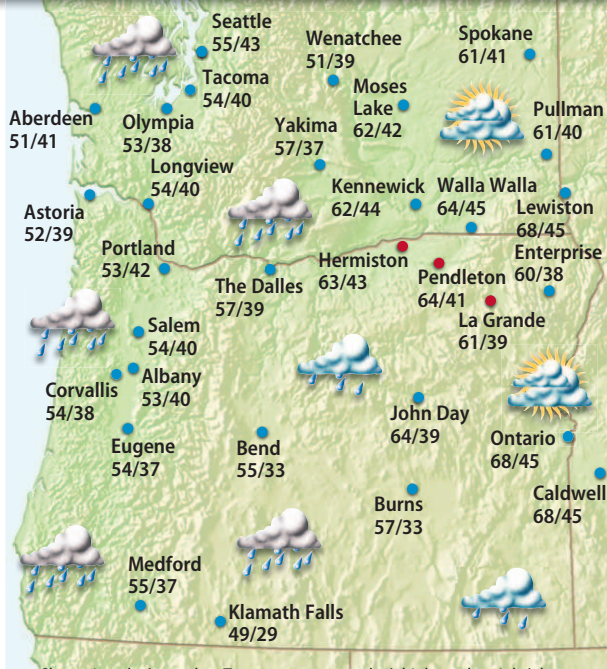 Seattle
55/43
Wenatchee
51/39
Spokane
61/41
Tacoma
54/40
Moses
Lake
62/42
Aberdeen
51/41
Olympia
53/38
Yakima
57/37
Pullman
61/40
Longview
54/40
Kennewick
62/44
Walla Walla
64/45
Lewiston
68/45
Astoria
52/39
Portland
53/42
The Dalles
57/39
Hermiston
63/43
Pendleton
64/41
Enterprise
60/38
La Grande
61/39
Salem
54/40
Corvallis
54/38
Albany
53/40
John Day
64/39
Ontario
68/45
Eugene
54/37
Bend
55/33
Burns
57/33
Caldwell
68/45
Medford
55/37
Klamath Falls
49/29